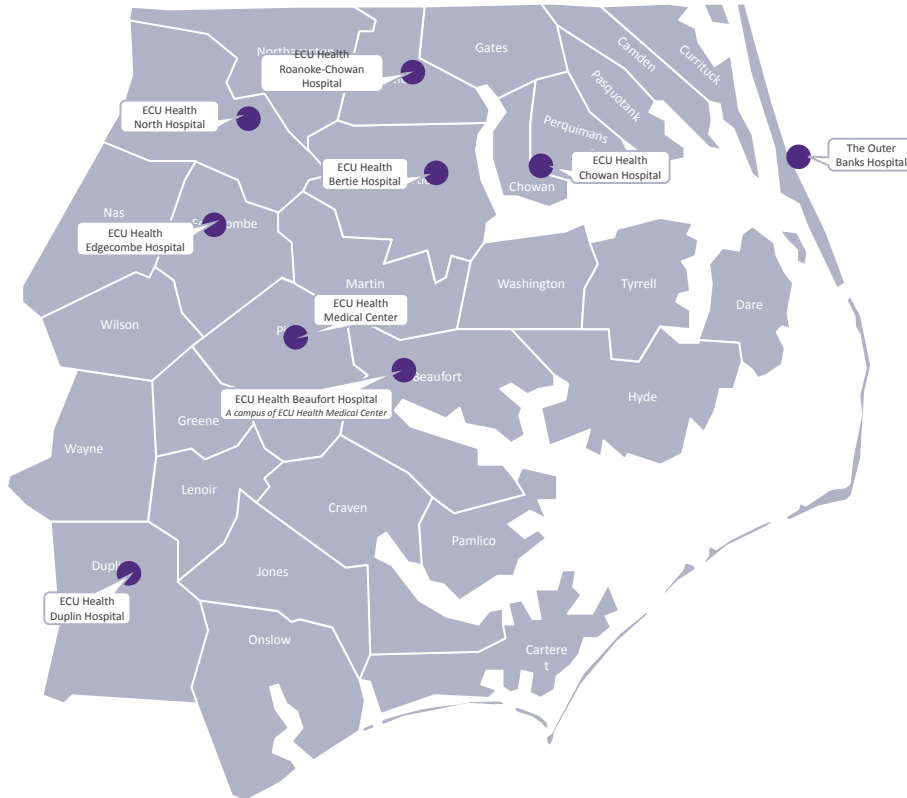 Northampton
Gates
Camden
Currituck
ECU Health
Roanoke-Chowan
Hospital
Pasquotank
ECU Health
North Hospital
Perquimans
The Outer
Banks Hospital
ECU Health
Bertie Hospital
ECU Health
Chowan Hospital
Chowan
Nas
ECU Health
Edgecombe Hospital
Martin
Washington
Tyrrell
Dare
Wilson
ECU Health
Medical Center
Beaufort
Hyde
ECU Health Beaufort Hospital
A campus of ECU Health Medical Center
Greene
Wayne
Lenoir
Craven
Pamlico
Jones
Dupli
ECU Health
Duplin Hospital
Onslow
Cartere
t